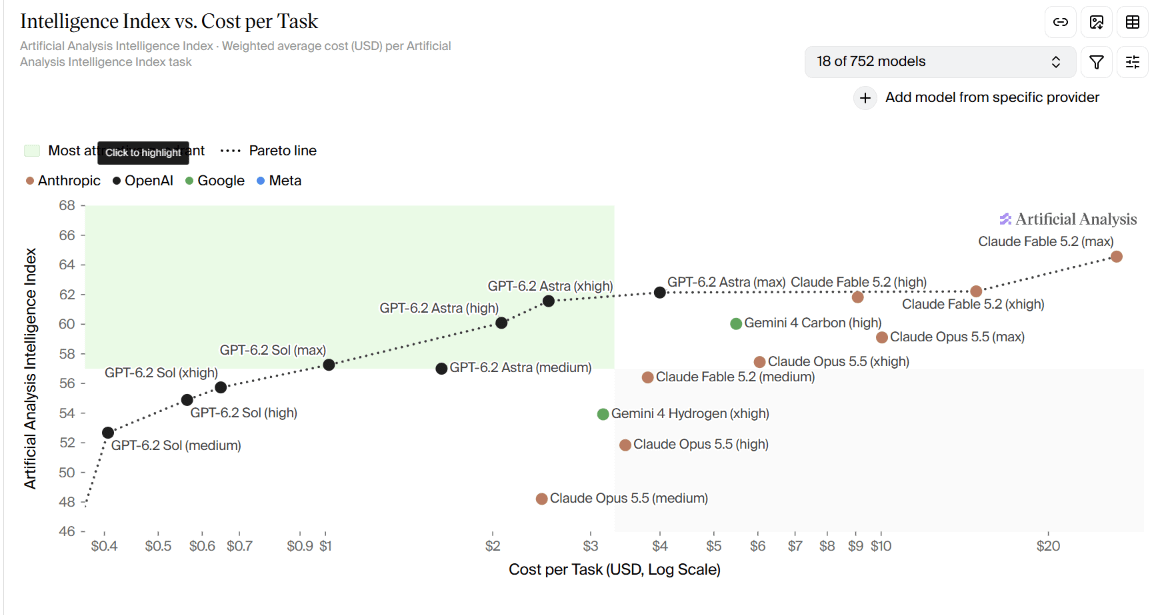 Intelligence Index vs. Cost per Task
Artificial Analysis Intelligence Index · Weighted average cost (USD) per Artificial
Analysis Intelligence Index task
18 of 752 models
Add model from specific provider
Most
Click to highlight
Pareto line
Anthropic
OpenAI
Google
Meta
Artificial Analysis
Artificial Analysis Intelligence Index
68
66
64
62
60
58
56
54
52
50
48
46
Claude Fable 5.2 (max)
GPT-6.2 Astra (max)
Claude Fable 5.2 (high)
GPT-6.2 Astra (xhigh)
Claude Fable 5.2 (xhigh)
GPT-6.2 Astra (high)
Gemini 4 Carbon (high)
Claude Opus 5.5 (max)
GPT-6.2 Sol (max)
Claude Opus 5.5 (xhigh)
GPT-6.2 Astra (medium)
GPT-6.2 Sol (xhigh)
Claude Fable 5.2 (medium)
GPT-6.2 Sol (high)
Gemini 4 Hydrogen (xhigh)
GPT-6.2 Sol (medium)
Claude Opus 5.5 (high)
Claude Opus 5.5 (medium)
$0.4
$0.5
$0.6
$0.7
$0.9
$1
$2
$3
$4
$5
$6
$7
$8
$9
$10
$20
Cost per Task (USD, Log Scale)